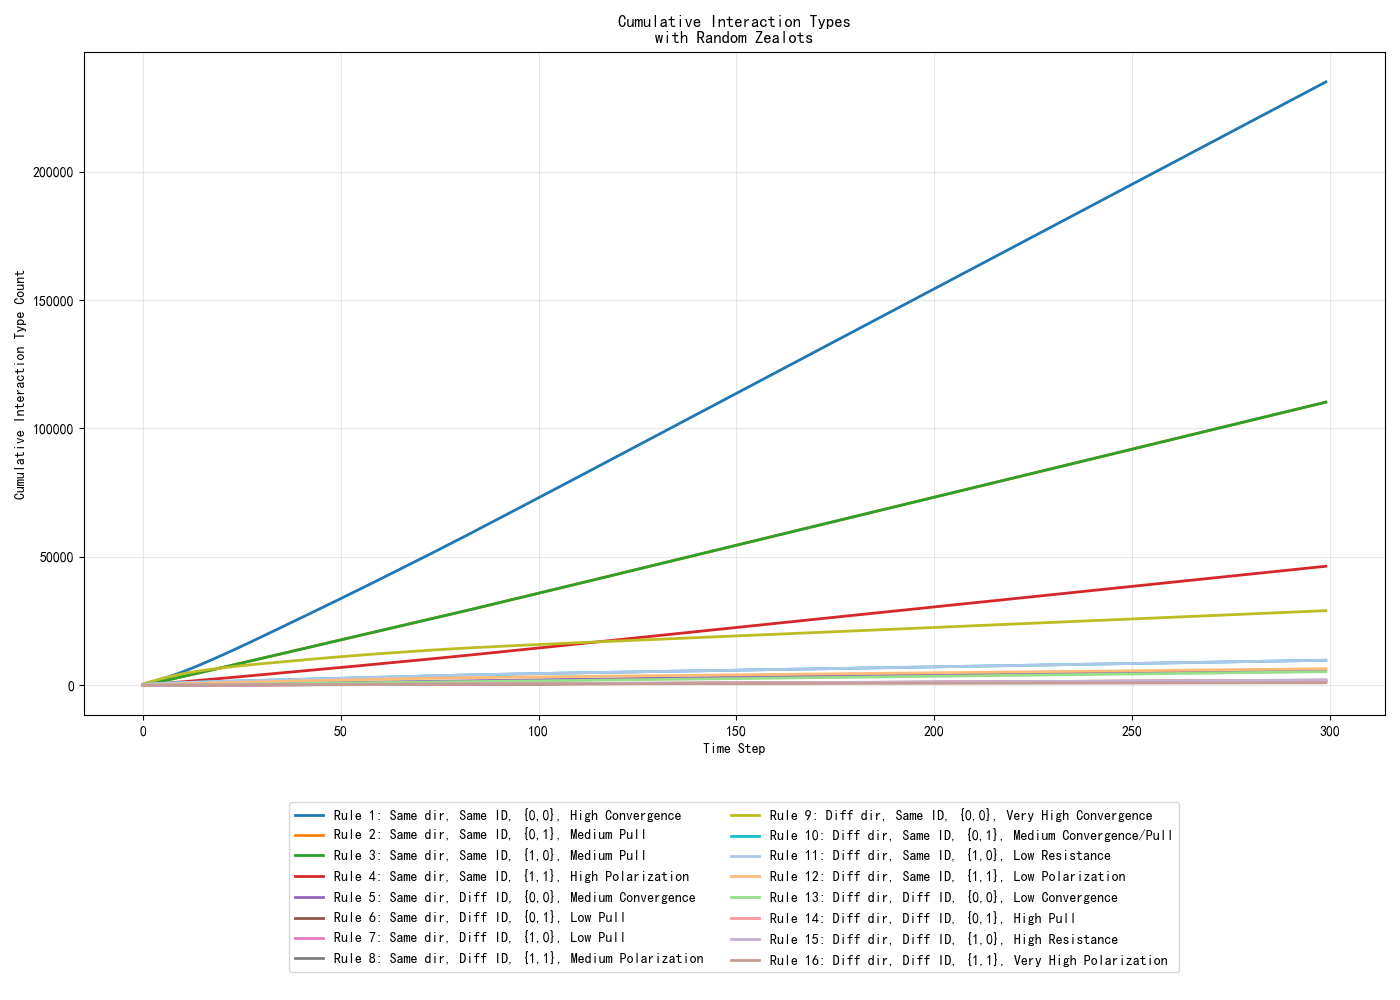 Cumulative Interaction Types
with Random Zealots
Cumulative Interaction Type Count
200000
150000
100000
50000
0
0
50
100
150
200
250
300
Time Step
Rule 1: Same dir, Same ID, {0,0}, High Convergence
Rule 2: Same dir, Same ID, {0,1}, Medium Pull
Rule 3: Same dir, Same ID, {1,0}, Medium Pull
Rule 4: Same dir, Same ID, {1,1}, High Polarization
Rule 5: Same dir, Diff ID, {0,0}, Medium Convergence
Rule 6: Same dir, Diff ID, {0,1}, Low Pull
Rule 7: Same dir, Diff ID, {1,0}, Low Pull
Rule 8: Same dir, Diff ID, {1,1}, Medium Polarization
Rule 9: Diff dir, Same ID, {0,0}, Very High Convergence
Rule 10: Diff dir, Same ID, {0,1}, Medium Convergence/Pull
Rule 11: Diff dir, Same ID, {1,0}, Low Resistance
Rule 12: Diff dir, Same ID, {1,1}, Low Polarization
Rule 13: Diff dir, Diff ID, {0,0}, Low Convergence
Rule 14: Diff dir, Diff ID, {0,1}, High Pull
Rule 15: Diff dir, Diff ID, {1,0}, High Resistance
Rule 16: Diff dir, Diff ID, {1,1}, Very High Polarization